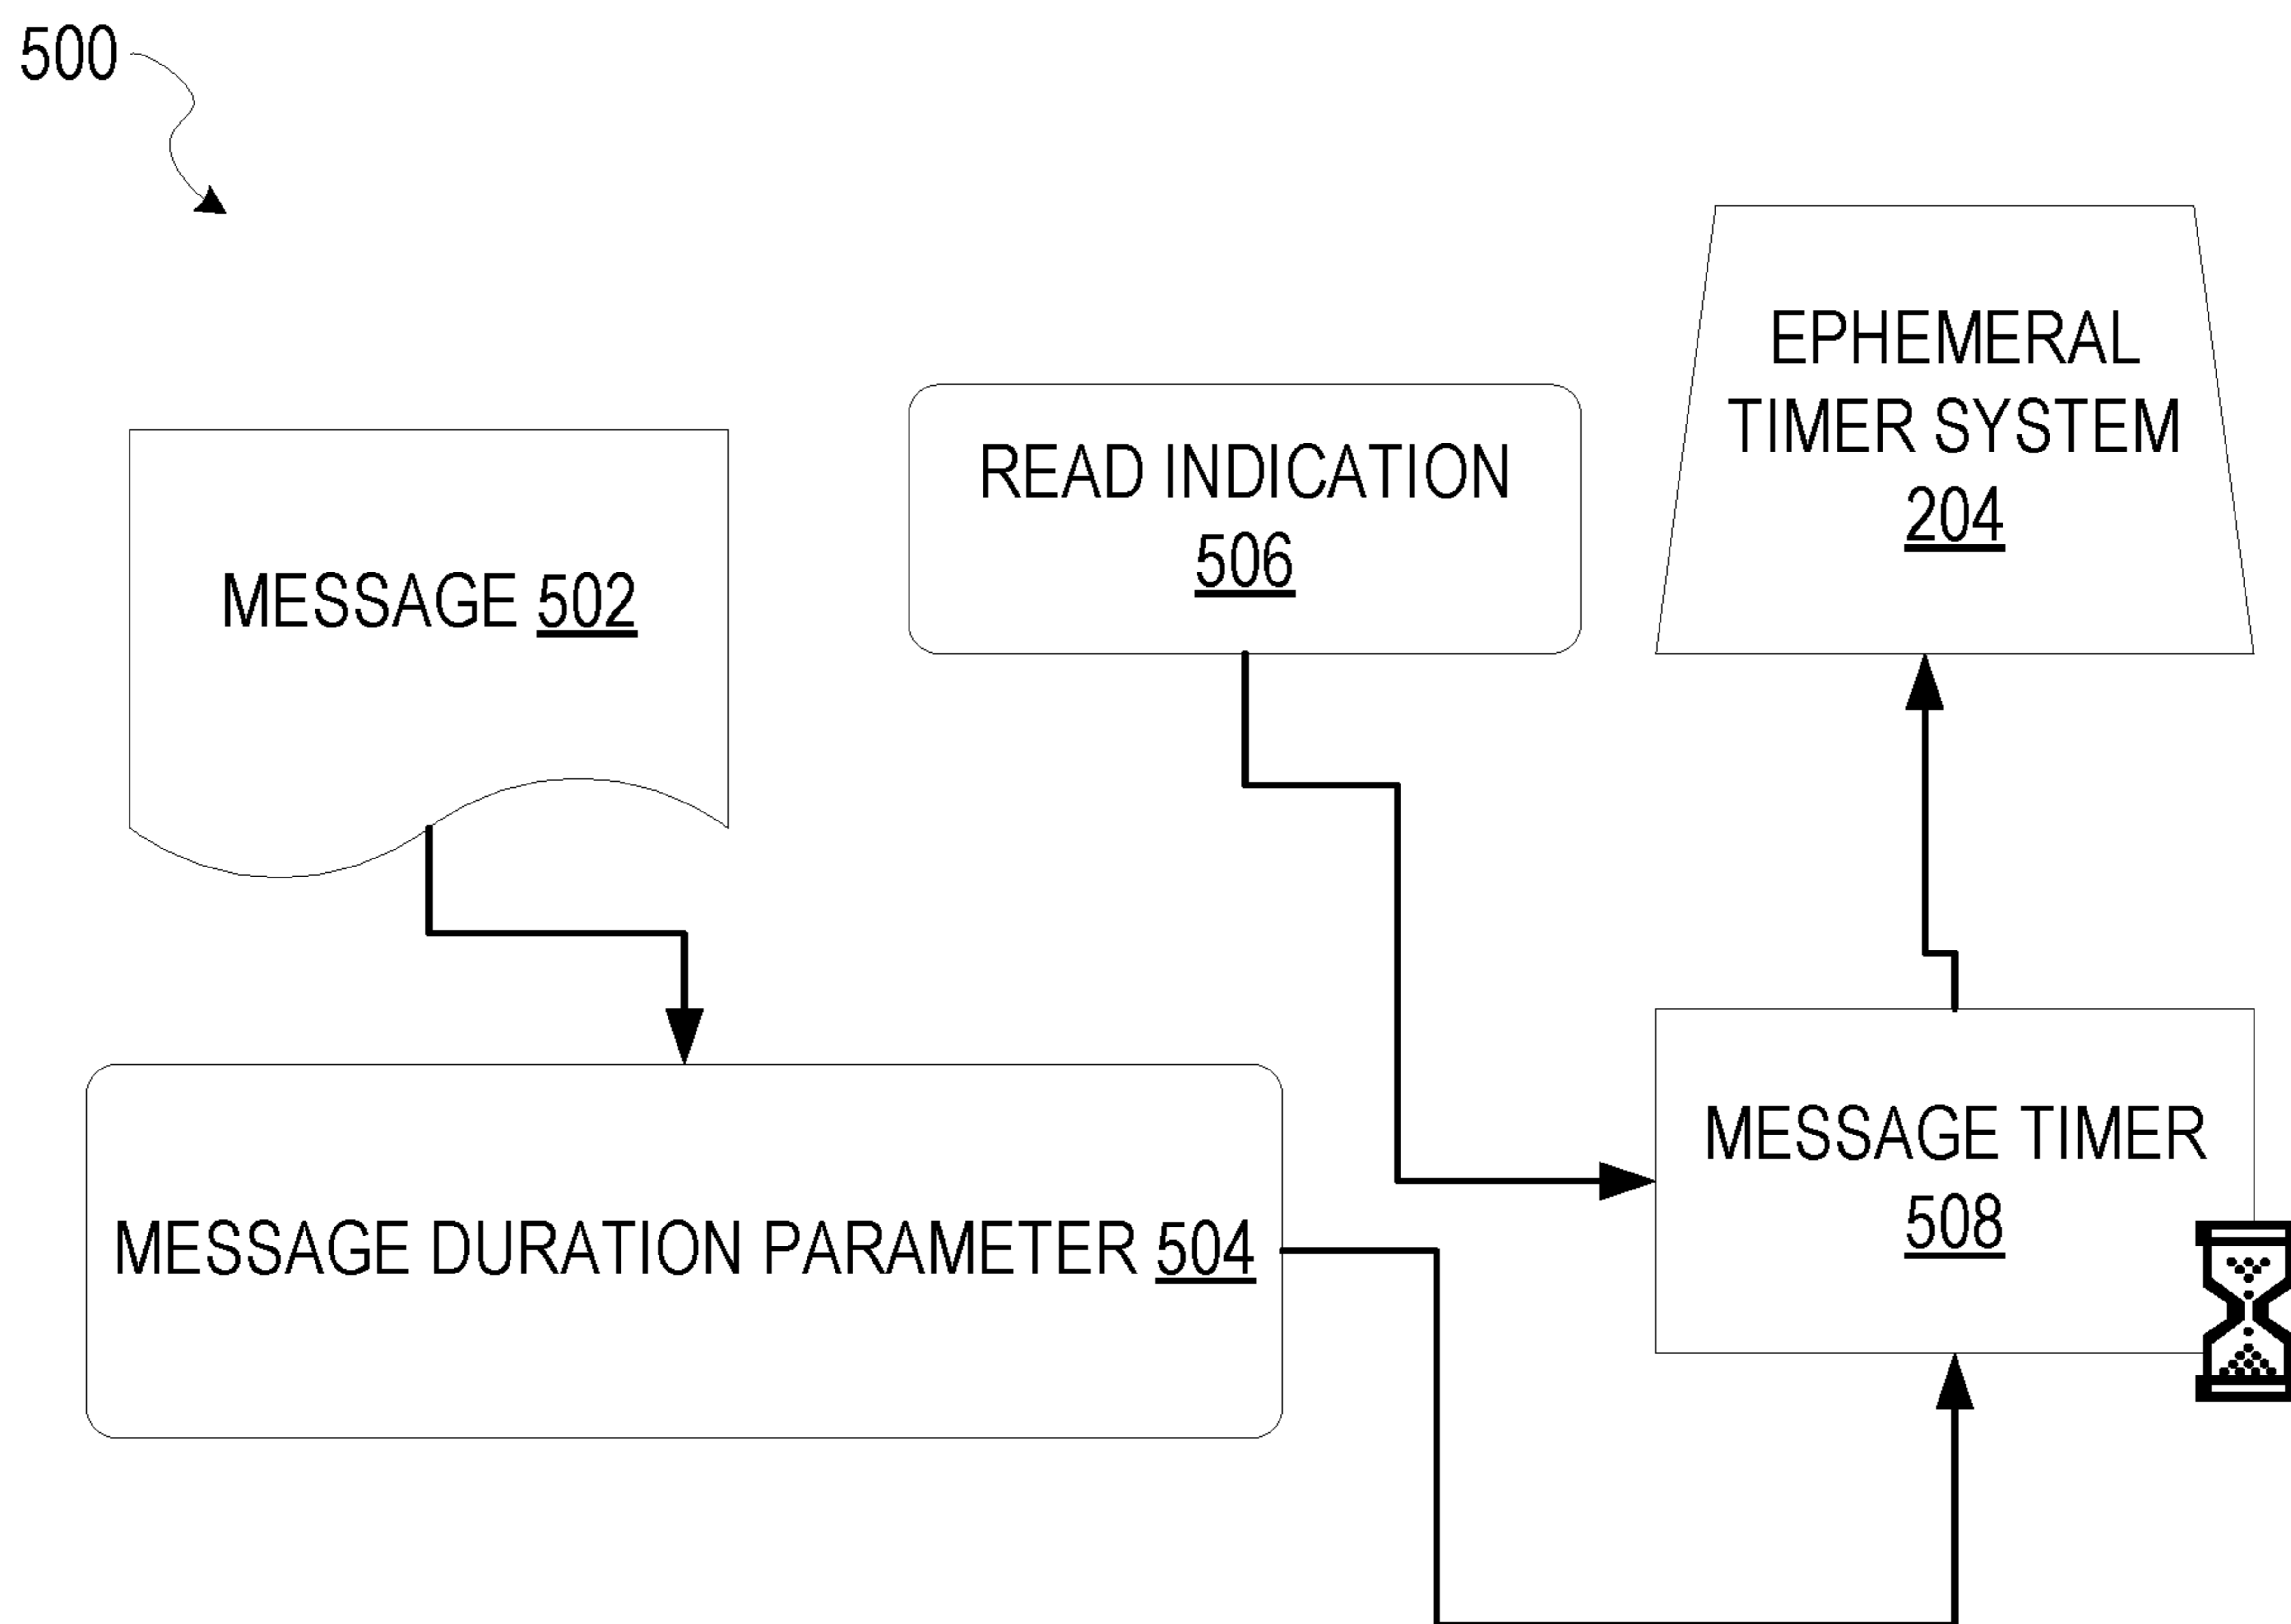 500
EPHEMERAL
TIMER SYSTEM
204
READ INDICATION
506
MESSAGE 502
MESSAGE TIMER
508
MESSAGE DURATION PARAMETER 504